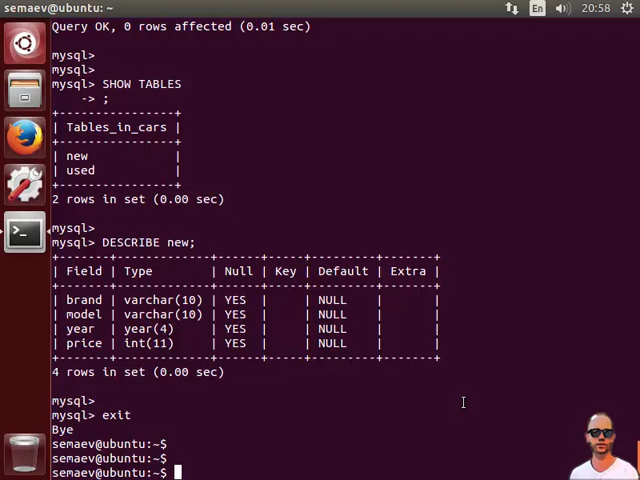 semaev@ubuntu: ~ En 20:58
Query OK, 0 rows affected (0.01 sec)
mysql>
mysql>
mysql> SHOW TABLES
-> ;
+----------------+
| Tables_in_cars |
+----------------+
| new |
| used |
+----------------+
2 rows in set (0.00 sec)
mysql>
mysql> DESCRIBE new;
+-------+-------------+------+-----+---------+-------+
| Field | Type | Null | Key | Default | Extra |
+-------+-------------+------+-----+---------+-------+
| brand | varchar(10) | YES | | NULL | |
| model | varchar(10) | YES | | NULL | |
| year | year(4) | YES | | NULL | |
| price | int(11) | YES | | NULL | |
+-------+-------------+------+-----+---------+-------+
4 rows in set (0.00 sec)
mysql>
mysql> exit
Bye
semaev@ubuntu:~$
semaev@ubuntu:~$
semaev@ubuntu:~$